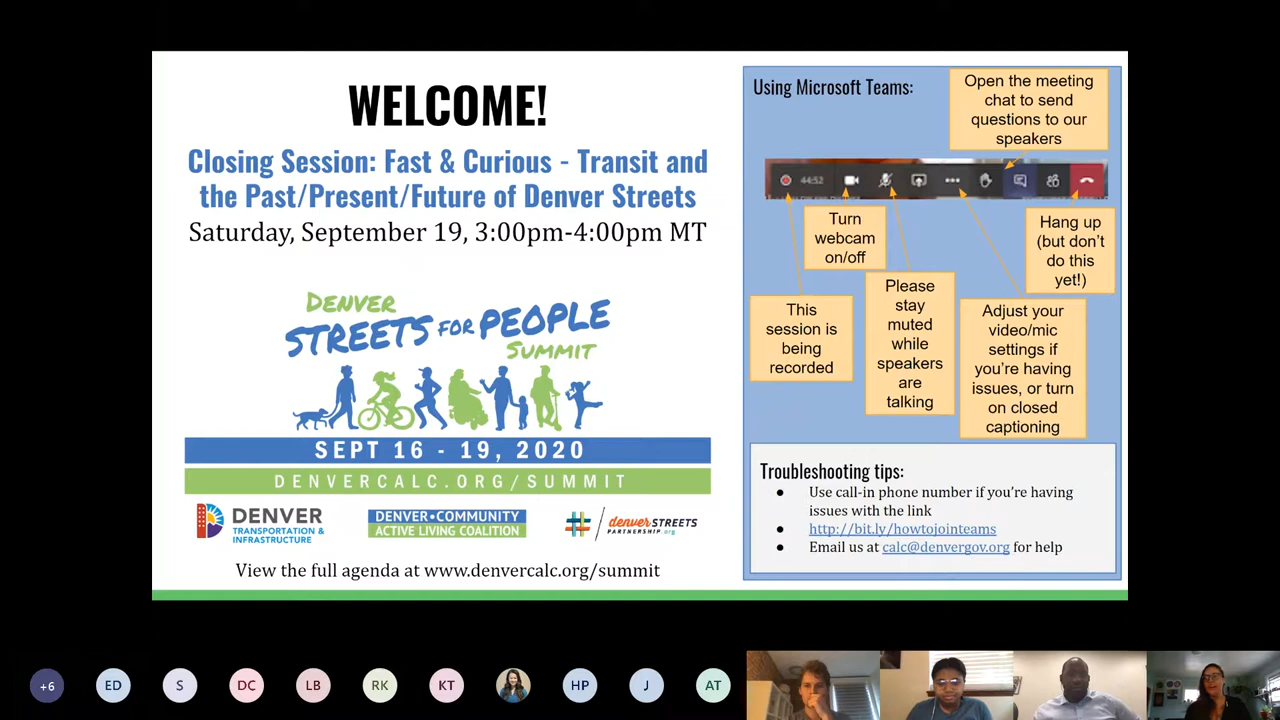 WELCOME!
Closing Session: Fast & Curious - Transit and
the Past/Present/Future of Denver Streets
Saturday, September 19, 3:00pm-4:00pm MT
DENVER
STREETS FOR PEOPLE
SUMMIT
SEPT 16 - 19, 2020
DENVERCALC.ORG/SUMMIT
DENVER
TRANSPORTATION &
INFRASTRUCTURE
DENVER•COMMUNITY
ACTIVE LIVING COALITION
denver STREETS
PARTNERSHIP.org
View the full agenda at www.denvercalc.org/summit
Using Microsoft Teams:
Open the meeting
chat to send
questions to our
speakers
44:52
Turn
webcam
on/off
Hang up
(but don't
do this
yet!)
This
session is
being
recorded
Please
stay
muted
while
speakers
are
talking
Adjust your
video/mic
settings if
you're having
issues, or turn
on closed
captioning
Troubleshooting tips:
● Use call-in phone number if you're having
issues with the link
● http://bit.ly/howtojointeams
● Email us at calc@denvergov.org for help
+6 ED S DC LB RK KT HP J AT